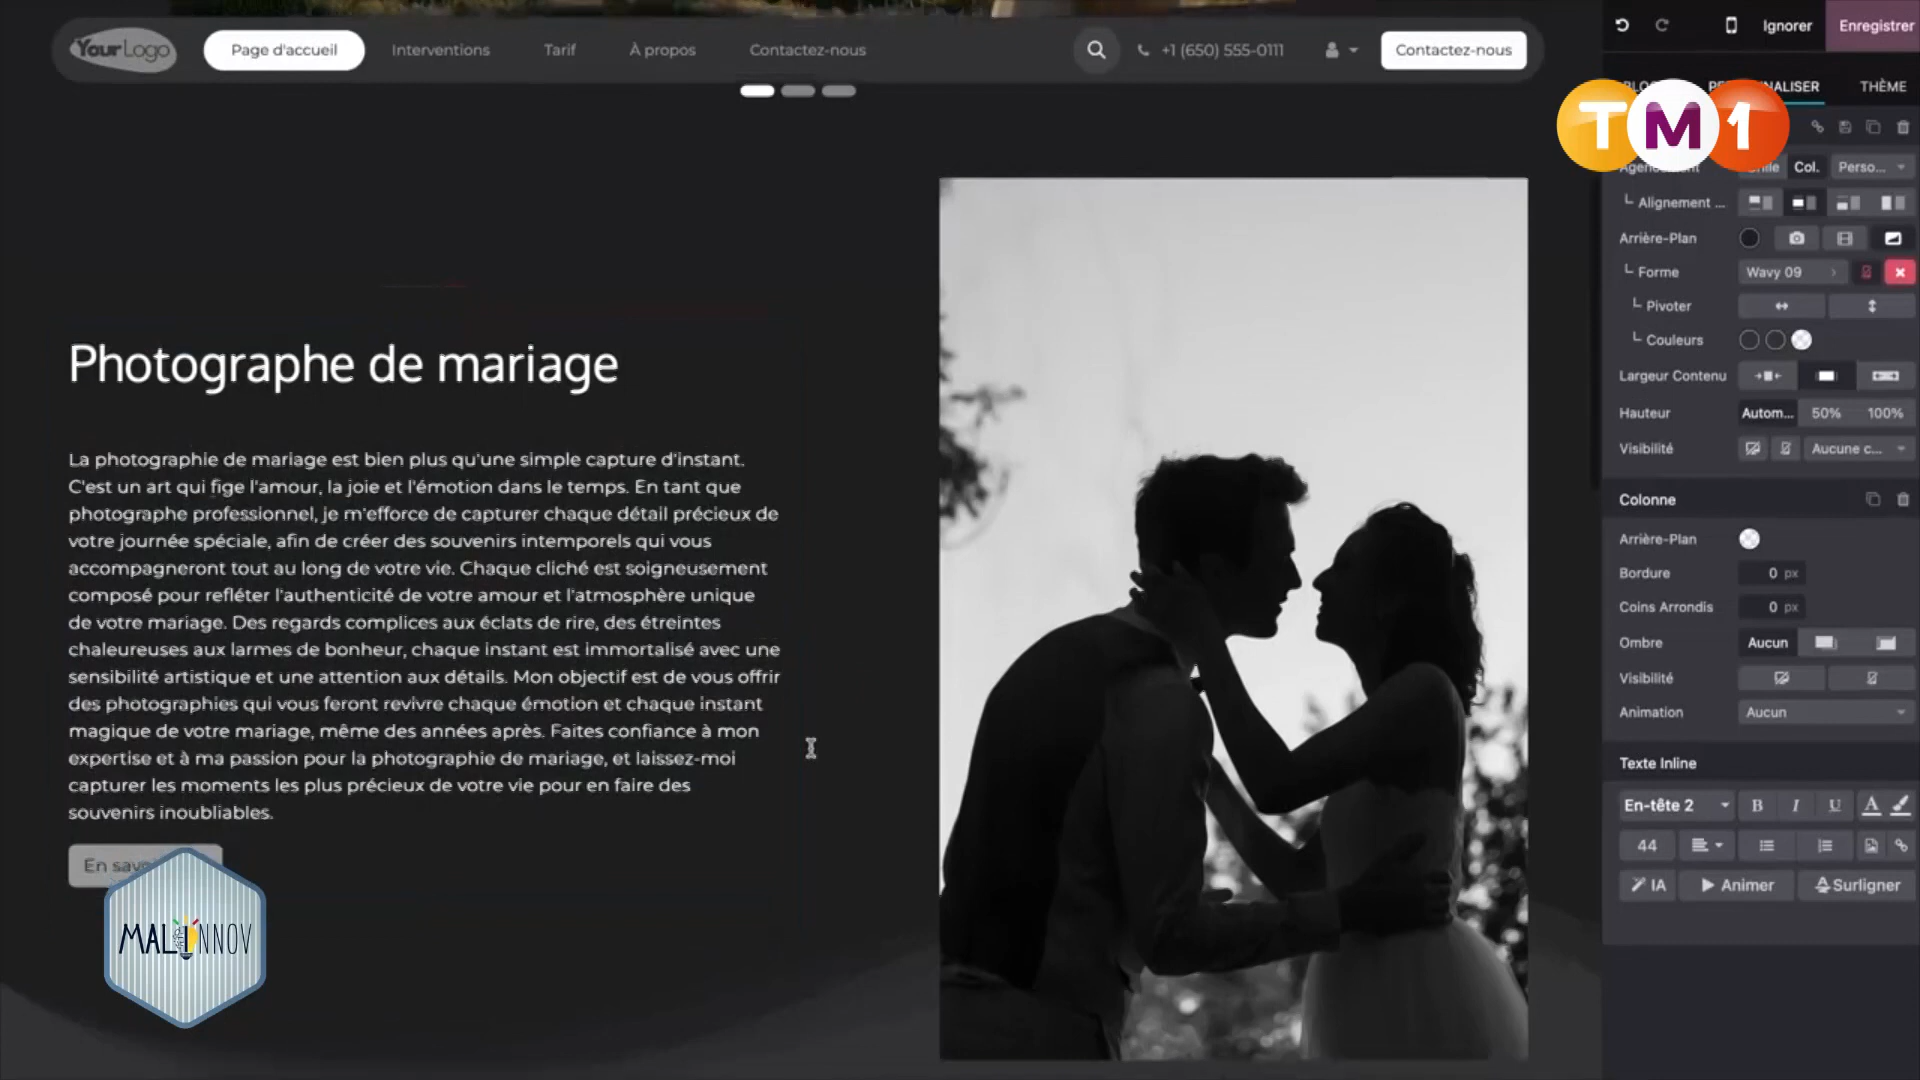 YourLogo
Page d'accueil
Interventions
Tarif
À propos
Contactez-nous
+1 (650) 555-0111
Contactez-nous
Ignorer
Enregistrer
THÈME
TM1
Col.
Perso...
Alignement ...
Arrière-Plan
Forme
Wavy 09
Pivoter
Couleurs
Largeur Contenu
Hauteur
Autom...
50%
100%
Visibilité
Aucune c...
Colonne
Arrière-Plan
Bordure
0 px
Coins Arrondis
0 px
Ombre
Aucun
Visibilité
Animation
Aucun
Texte Inline
En-tête 2
B I U A
44
IA
Animer
Surligner
Photographe de mariage
La photographie de mariage est bien plus qu'une simple capture d'instant.
C'est un art qui fige l'amour, la joie et l'émotion dans le temps. En tant que
photographe professionnel, je m'efforce de capturer chaque détail précieux de
votre journée spéciale, afin de créer des souvenirs intemporels qui vous
accompagneront tout au long de votre vie. Chaque cliché est soigneusement
composé pour refléter l'authenticité de votre amour et l'atmosphère unique
de votre mariage. Des regards complices aux éclats de rire, des étreintes
chaleureuses aux larmes de bonheur, chaque instant est immortalisé avec une
sensibilité artistique et une attention aux détails. Mon objectif est de vous offrir
des photographies qui vous feront revivre chaque émotion et chaque instant
magique de votre mariage, même des années après. Faites confiance à mon
expertise et à ma passion pour la photographie de mariage, et laissez-moi
capturer les moments les plus précieux de votre vie pour en faire des
souvenirs inoubliables.
En
MALINNOV